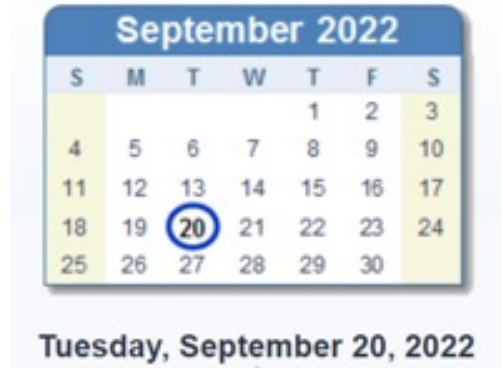 September 2022
S M T W T F S
1 2 3
4 5 6 7 8 9 10
11 12 13 14 15 16 17
18 19 20 21 22 23 24
25 26 27 28 29 30
Tuesday, September 20, 2022